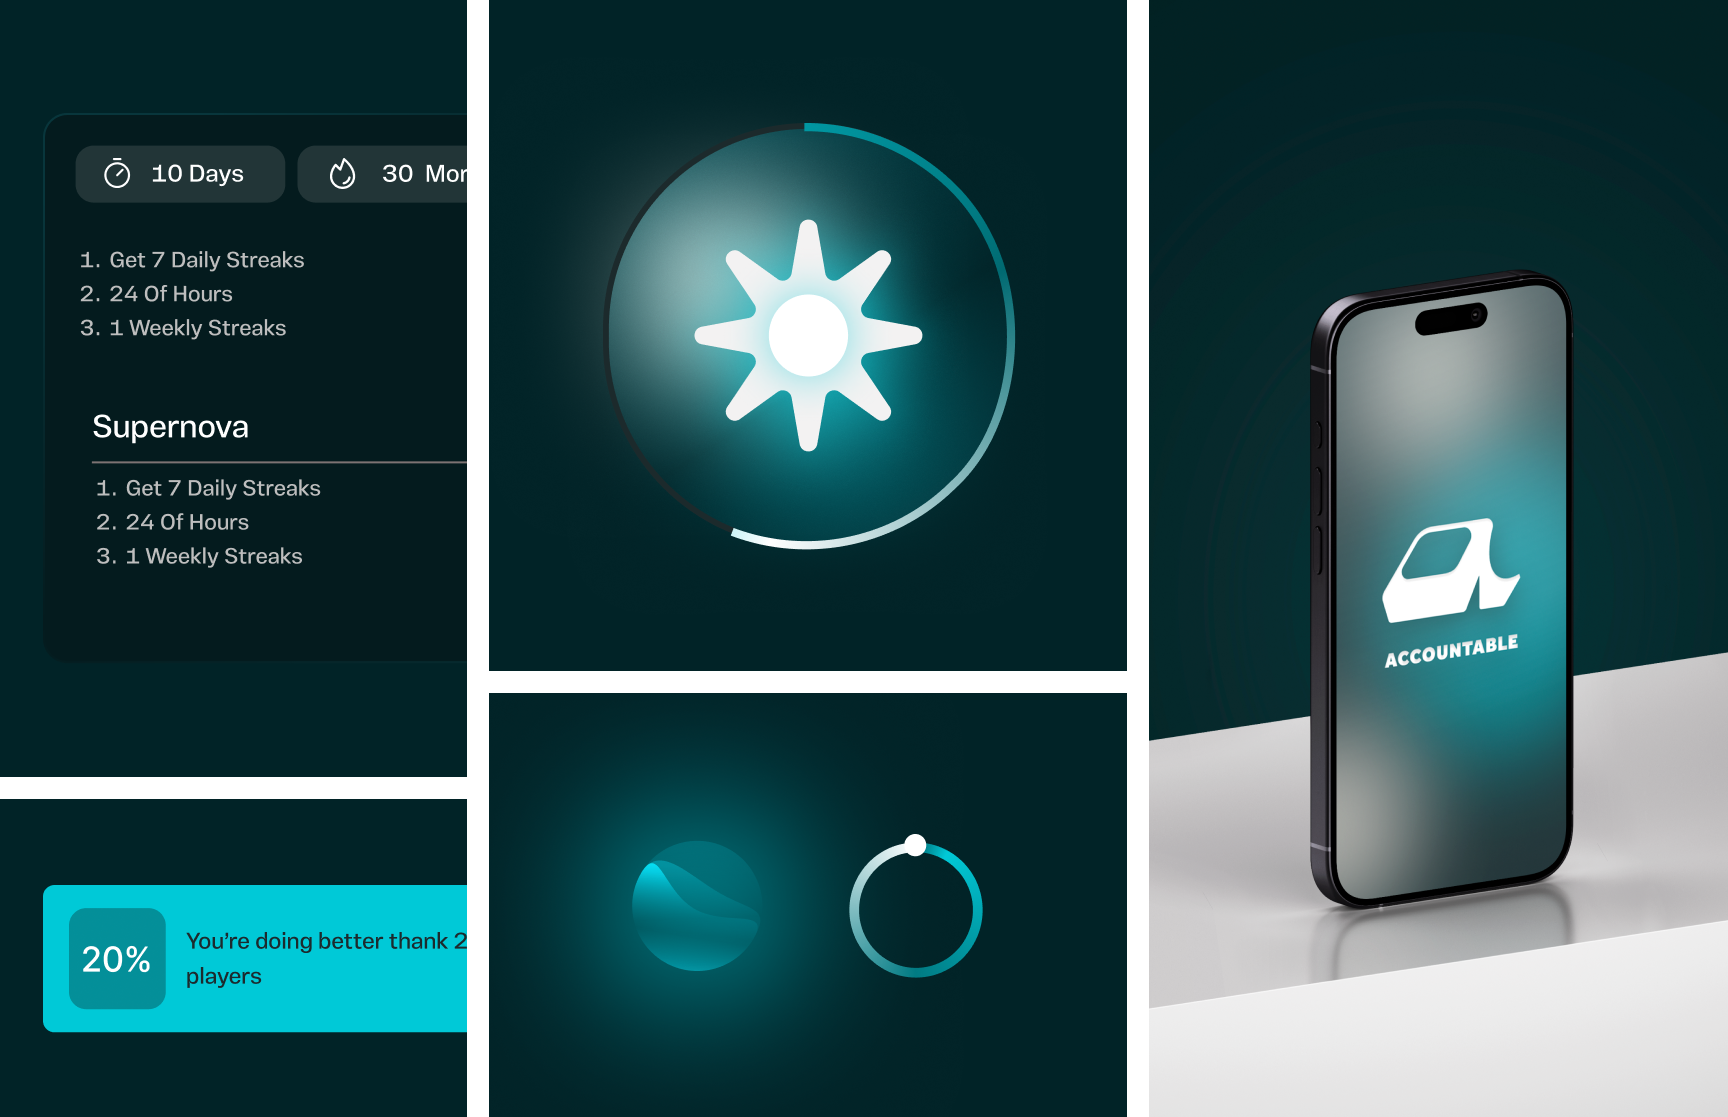 10 Days
30 Mor
1. Get 7 Daily Streaks
2. 24 Of Hours
3. 1 Weekly Streaks
Supernova
1. Get 7 Daily Streaks
2. 24 Of Hours
3. 1 Weekly Streaks
20%
You're doing better thank 2
players
ACCOUNTABLE